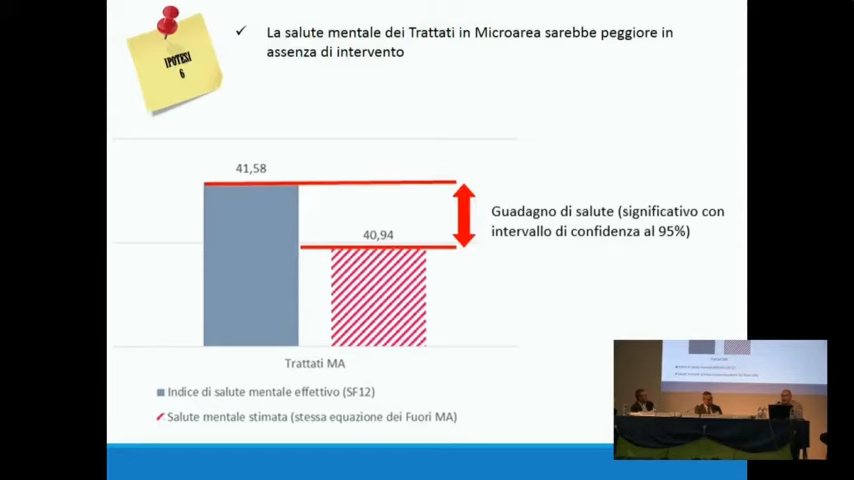 IPOTESI
6
✓ La salute mentale dei Trattati in Microarea sarebbe peggiore in
assenza di intervento
41,58
40,94
Guadagno di salute (significativo con
intervallo di confidenza al 95%)
Trattati MA
Indice di salute mentale effettivo (SF12)
Salute mentale stimata (stessa equazione dei Fuori MA)